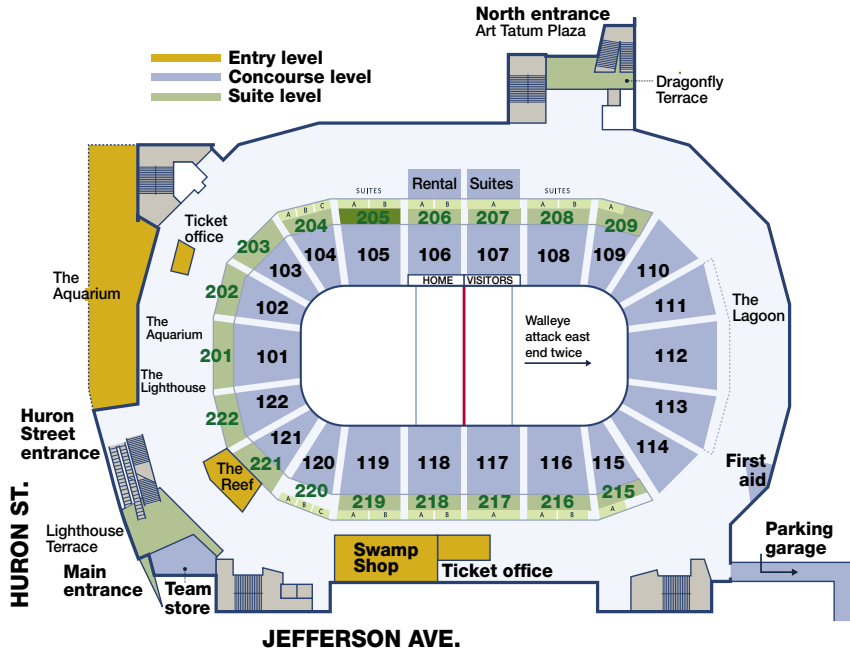 North entrance
Art Tatum Plaza
Entry level
Concourse level
Suite level
Dragonfly
Terrace
SUITES
Rental
Suites
SUITES
A B C
A B
A B
A
A B
A
204
205
206
207
208
209
Ticket
office
203
104
105
106
107
108
109
103
110
The
Aquarium
202
HOME
VISITORS
102
111
The
Lagoon
The
Aquarium
Walleye
attack east
end twice
201
101
112
The
Lighthouse
122
113
Huron
Street
entrance
222
121
114
The
Reef
221
120
119
118
117
116
115
First
aid
220
219
218
217
216
215
A B C
A B
A B
A
A B
A
HURON ST.
Lighthouse
Terrace
Main
entrance
Team
store
Swamp
Shop
Ticket office
Parking
garage
JEFFERSON AVE.